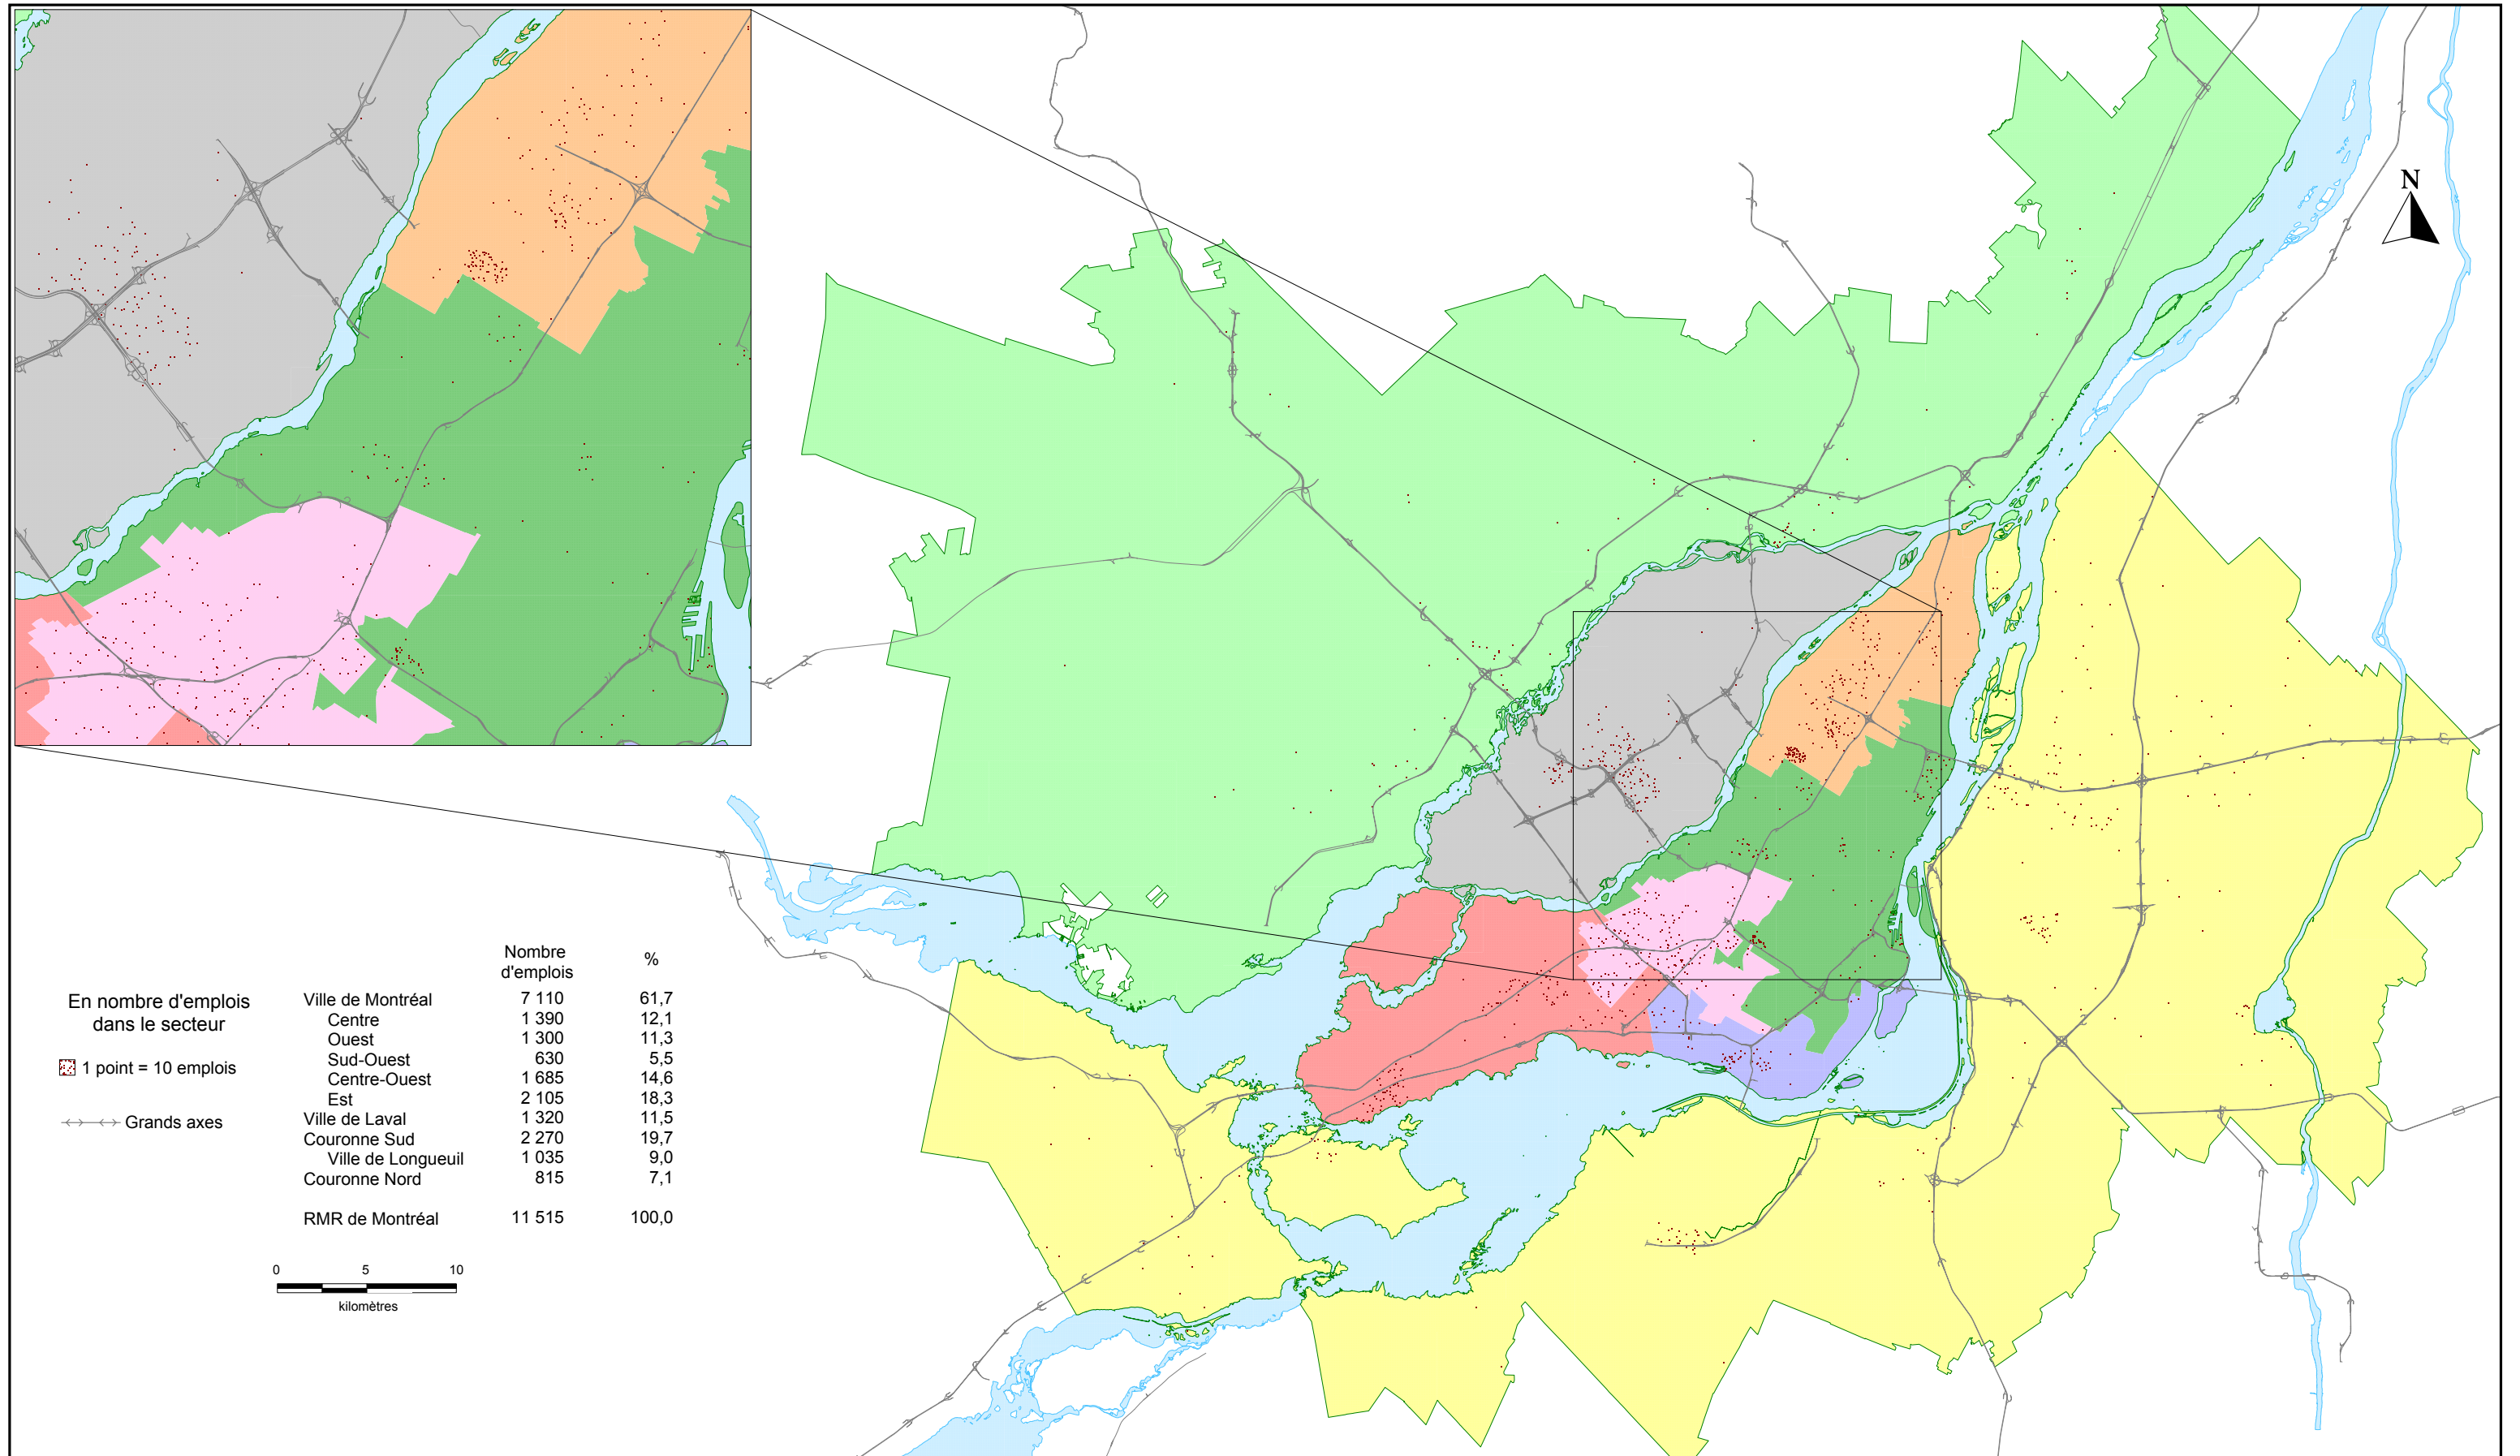 N
Nombre
d'emplois
%
En nombre d'emplois
dans le secteur
1 point = 10 emplois
Grands axes
Ville de Montréal 7 110 61,7
Centre 1 390 12,1
Ouest 1 300 11,3
Sud-Ouest 630 5,5
Centre-Ouest 1 685 14,6
Est 2 105 18,3
Ville de Laval 1 320 11,5
Couronne Sud 2 270 19,7
Ville de Longueuil 1 035 9,0
Couronne Nord 815 7,1
RMR de Montréal 11 515 100,0
0 5 10
kilomètres